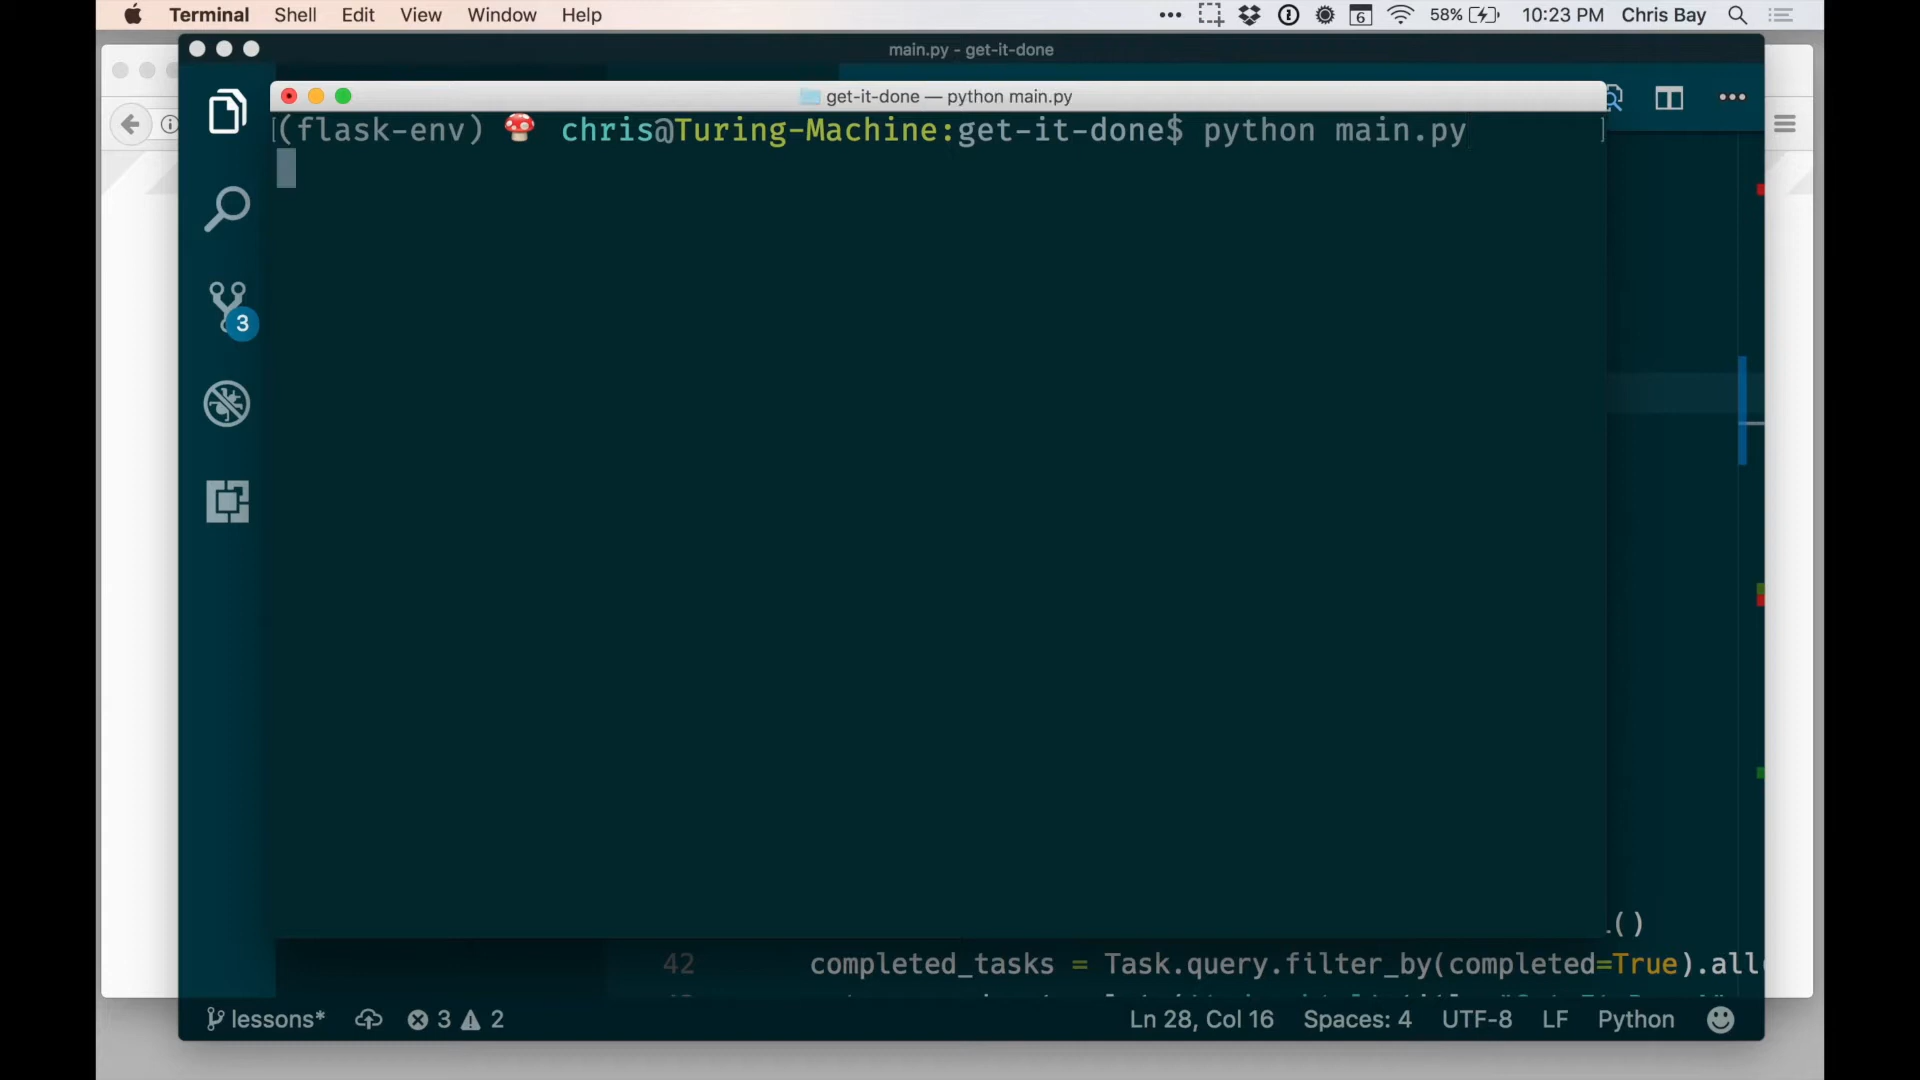 Terminal Shell Edit View Window Help 6 58% 10:23 PM Chris Bay
main.py - get-it-done
get-it-done — python main.py
(flask-env) chris@Turing-Machine:get-it-done$ python main.py
3
()
42 completed_tasks = Task.query.filter_by(completed=True).all(
lessons* 3 2 Ln 28, Col 16 Spaces: 4 UTF-8 LF Python